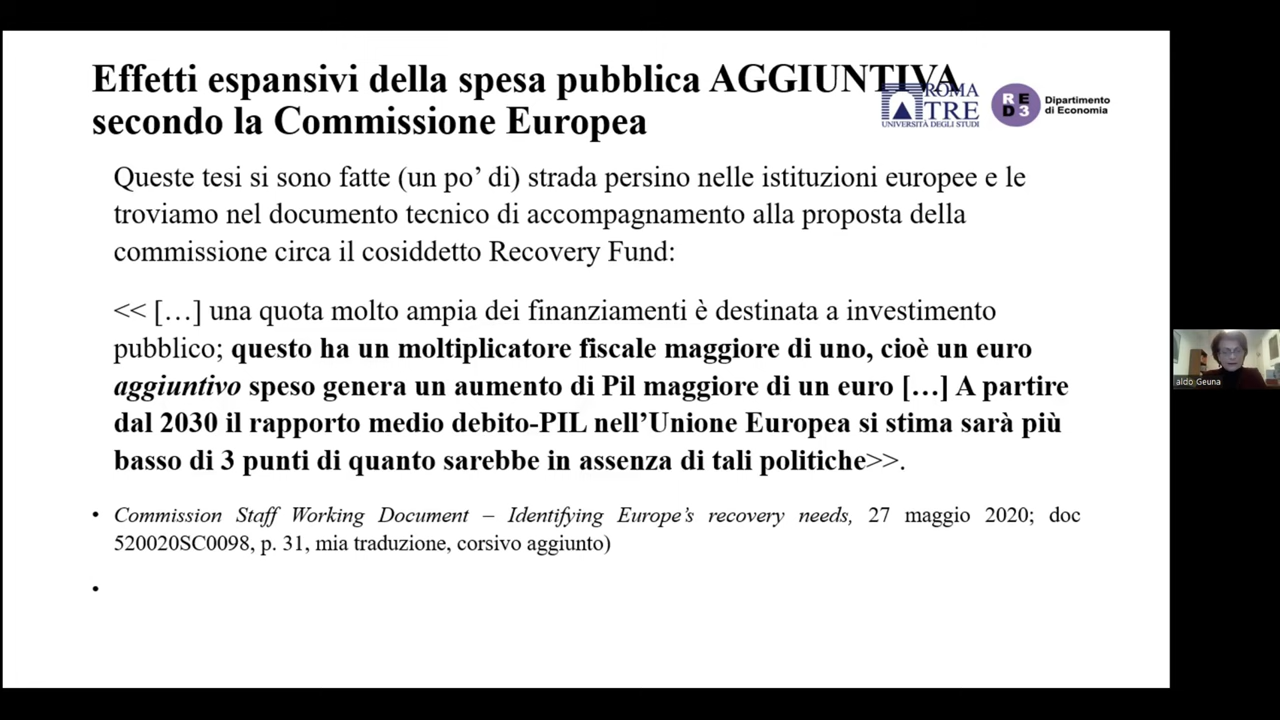 Effetti espansivi della spesa pubblica AGGIUNTIVA
secondo la Commissione Europea
ROMA
TRE
UNIVERSITÀ DEGLI STUDI
R E
D 3
Dipartimento
di Economia
Queste tesi si sono fatte (un po’ di) strada persino nelle istituzioni europee e le
troviamo nel documento tecnico di accompagnamento alla proposta della
commissione circa il cosiddetto Recovery Fund:
<< […] una quota molto ampia dei finanziamenti è destinata a investimento
pubblico; questo ha un moltiplicatore fiscale maggiore di uno, cioè un euro
aggiuntivo speso genera un aumento di Pil maggiore di un euro […] A partire
dal 2030 il rapporto medio debito-PIL nell’Unione Europea si stima sarà più
basso di 3 punti di quanto sarebbe in assenza di tali politiche>>.
• Commission Staff Working Document – Identifying Europe’s recovery needs, 27 maggio 2020; doc
520020SC0098, p. 31, mia traduzione, corsivo aggiunto)
•
aldo Geuna